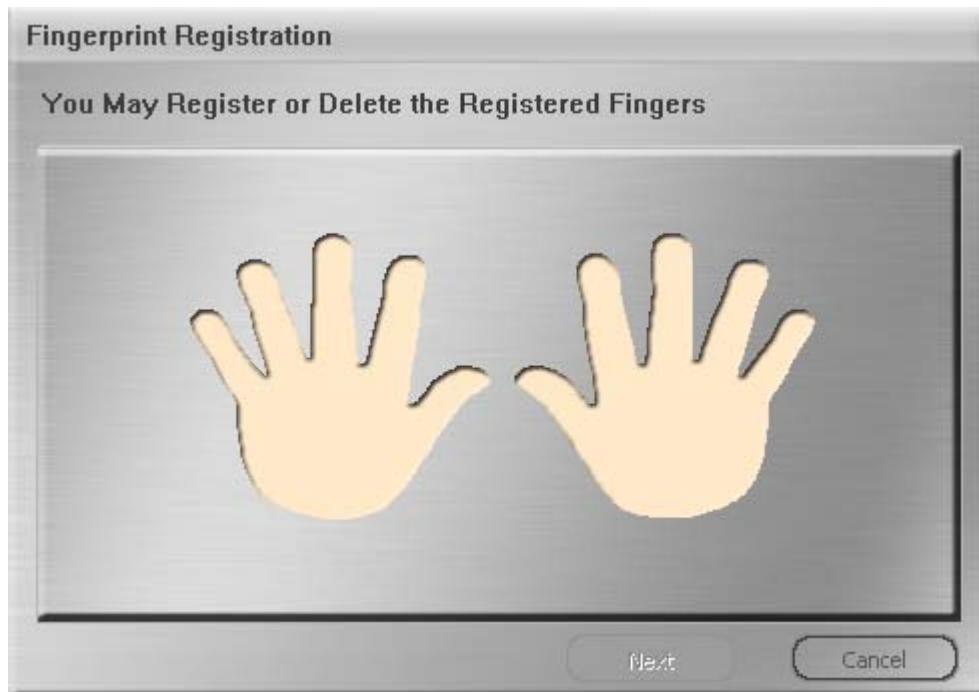 Fingerprint Registration
You May Register or Delete the Registered Fingers
Next
Cancel